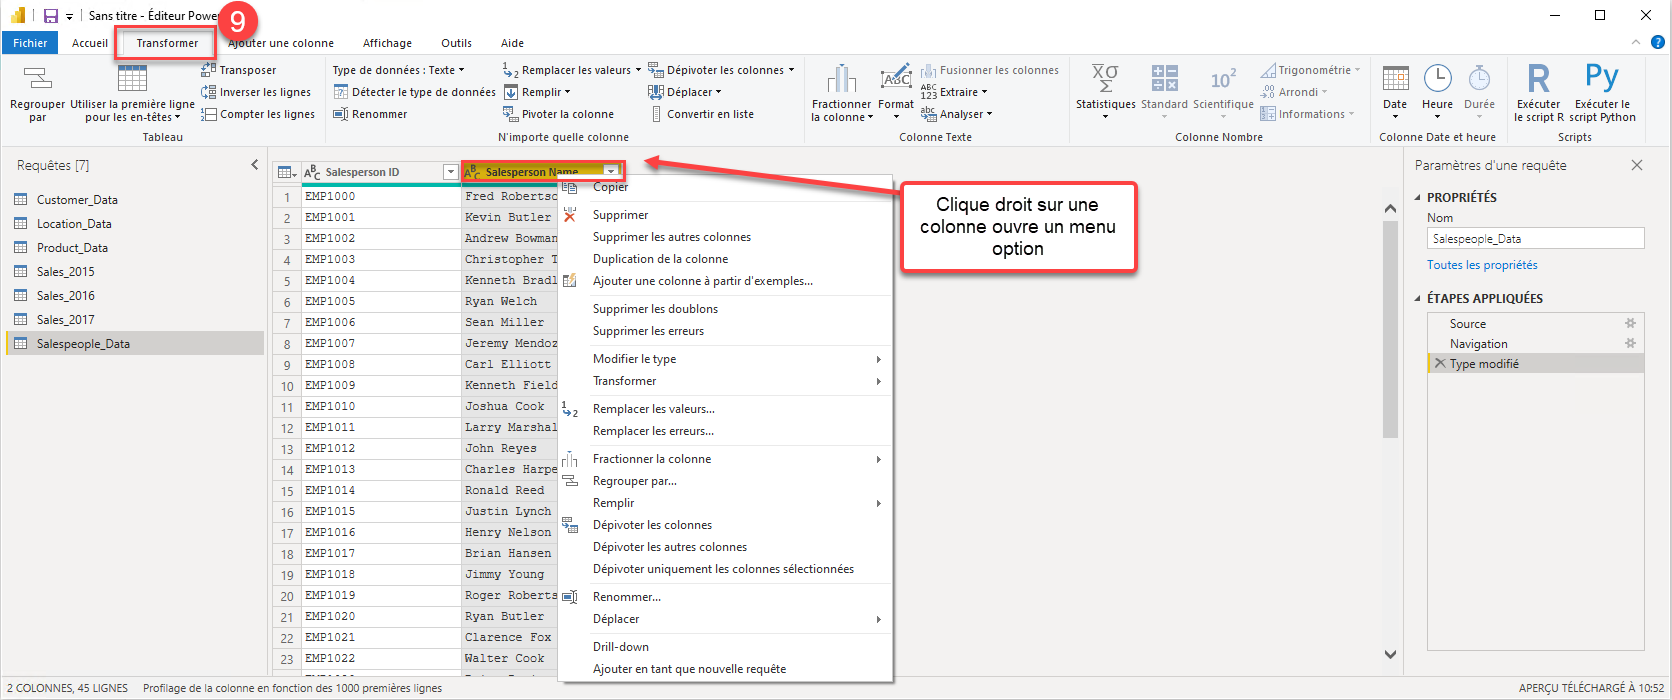 Sans titre - Éditeur Power
9
Fichier
Accueil
Transformer
Ajouter une colonne
Affichage
Outils
Aide
Regrouper
par
Utiliser la première ligne
pour les en-têtes
Transposer
Inverser les lignes
Compter les lignes
Tableau
Type de données : Texte
Détecter le type de données
Renommer
Remplacer les valeurs
Remplir
Pivoter la colonne
Dépivoter les colonnes
Déplacer
Convertir en liste
N'importe quelle colonne
Fractionner
la colonne
Format
Fusionner les colonnes
Extraire
Analyser
Colonne Texte
Statistiques
Standard
Scientifique
Trigonométrie
Arrondi
Informations
Colonne Nombre
Date
Heure
Durée
Colonne Date et heure
Exécuter
le script R
Exécuter le
script Python
Scripts
Requêtes [7]
Customer_Data
Location_Data
Product_Data
Sales_2015
Sales_2016
Sales_2017
Salespeople_Data
Salesperson ID
Salesperson Name
1 EMP1000 Fred Robertso
2 EMP1001 Kevin Butler
3 EMP1002 Andrew Bowman
4 EMP1003 Christopher T
5 EMP1004 Kenneth Bradl
6 EMP1005 Ryan Welch
7 EMP1006 Sean Miller
8 EMP1007 Jeremy Mendoz
9 EMP1008 Carl Elliott
10 EMP1009 Kenneth Field
11 EMP1010 Joshua Cook
12 EMP1011 Larry Marshal
13 EMP1012 John Reyes
14 EMP1013 Charles Harpe
15 EMP1014 Ronald Reed
16 EMP1015 Justin Lynch
17 EMP1016 Henry Nelson
18 EMP1017 Brian Hansen
19 EMP1018 Jimmy Young
20 EMP1019 Roger Roberts
21 EMP1020 Ryan Butler
22 EMP1021 Clarence Fox
23 EMP1022 Walter Cook
Copier
Supprimer
Supprimer les autres colonnes
Duplication de la colonne
Ajouter une colonne à partir d'exemples...
Supprimer les doublons
Supprimer les erreurs
Modifier le type
Transformer
Remplacer les valeurs...
Remplacer les erreurs...
Fractionner la colonne
Regrouper par...
Remplir
Dépivoter les colonnes
Dépivoter les autres colonnes
Dépivoter uniquement les colonnes sélectionnées
Renommer...
Déplacer
Drill-down
Ajouter en tant que nouvelle requête
Clique droit sur une
colonne ouvre un menu
option
Paramètres d'une requête
PROPRIÉTÉS
Nom
Salespeople_Data
Toutes les propriétés
ÉTAPES APPLIQUÉES
Source
Navigation
Type modifié
2 COLONNES, 45 LIGNES
Profilage de la colonne en fonction des 1000 premières lignes
APERÇU TÉLÉCHARGÉ À 10:52